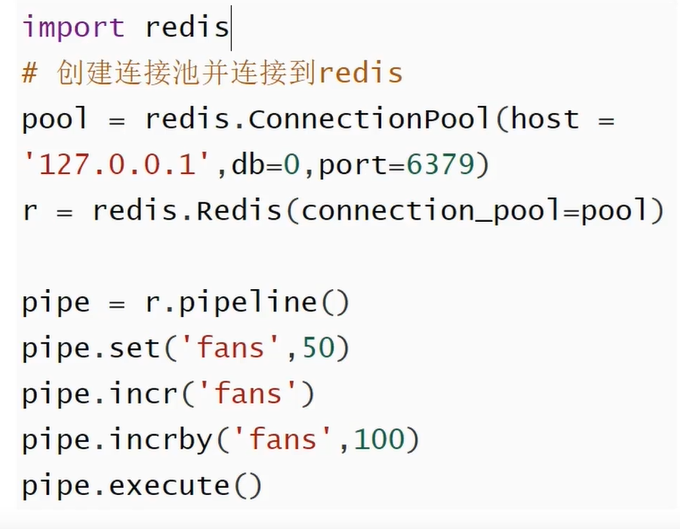 import redis
# 创建连接池并连接到redis
pool = redis.ConnectionPool(host =
'127.0.0.1',db=0,port=6379)
r = redis.Redis(connection_pool=pool)
pipe = r.pipeline()
pipe.set('fans',50)
pipe.incr('fans')
pipe.incrby('fans',100)
pipe.execute()